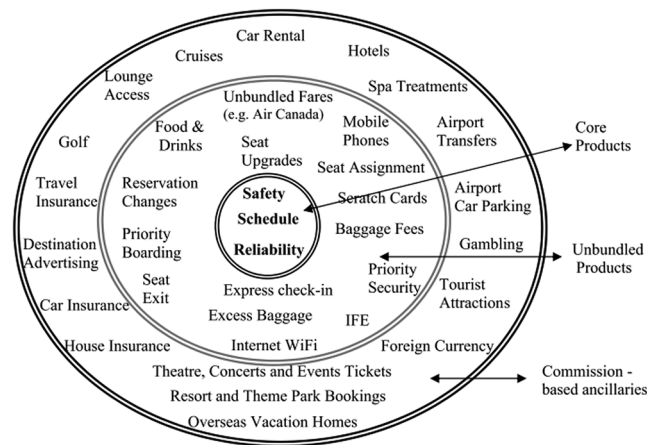 Car Rental
Cruises
Hotels
Lounge
Access
Spa Treatments
Unbundled Fares
(e.g. Air Canada)
Golf
Food &
Drinks
Mobile
Phones
Airport
Transfers
Core
Products
Seat
Upgrades
Seat Assignment
Travel
Insurance
Reservation
Changes
Safety
Schedule
Reliability
Scratch Cards
Airport
Car Parking
Baggage Fees
Destination
Advertising
Priority
Boarding
Gambling
Unbundled
Products
Seat
Exit
Priority
Security
Tourist
Attractions
Express check-in
Car Insurance
Excess Baggage
IFE
House Insurance
Internet WiFi
Foreign Currency
Theatre, Concerts and Events Tickets
Commission -
based ancillaries
Resort and Theme Park Bookings
Overseas Vacation Homes